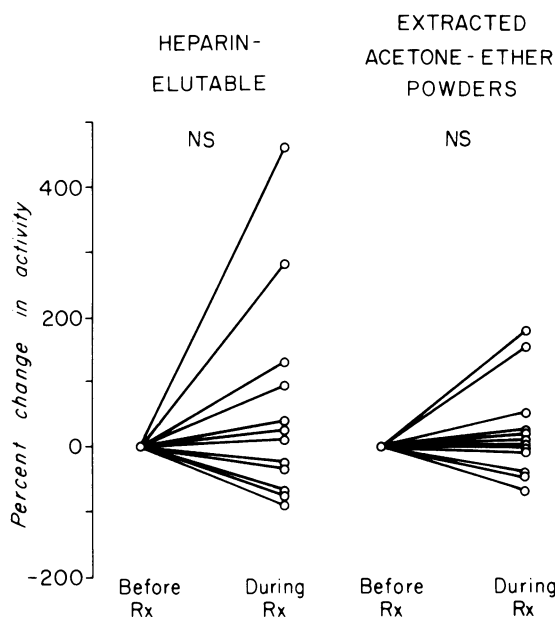 HEPARIN-
ELUTABLE
EXTRACTED
ACETONE-ETHER
POWDERS
NS
NS
Percent change in activity
400
200
0
-200
Before
Rx
During
Rx
Before
Rx
During
Rx